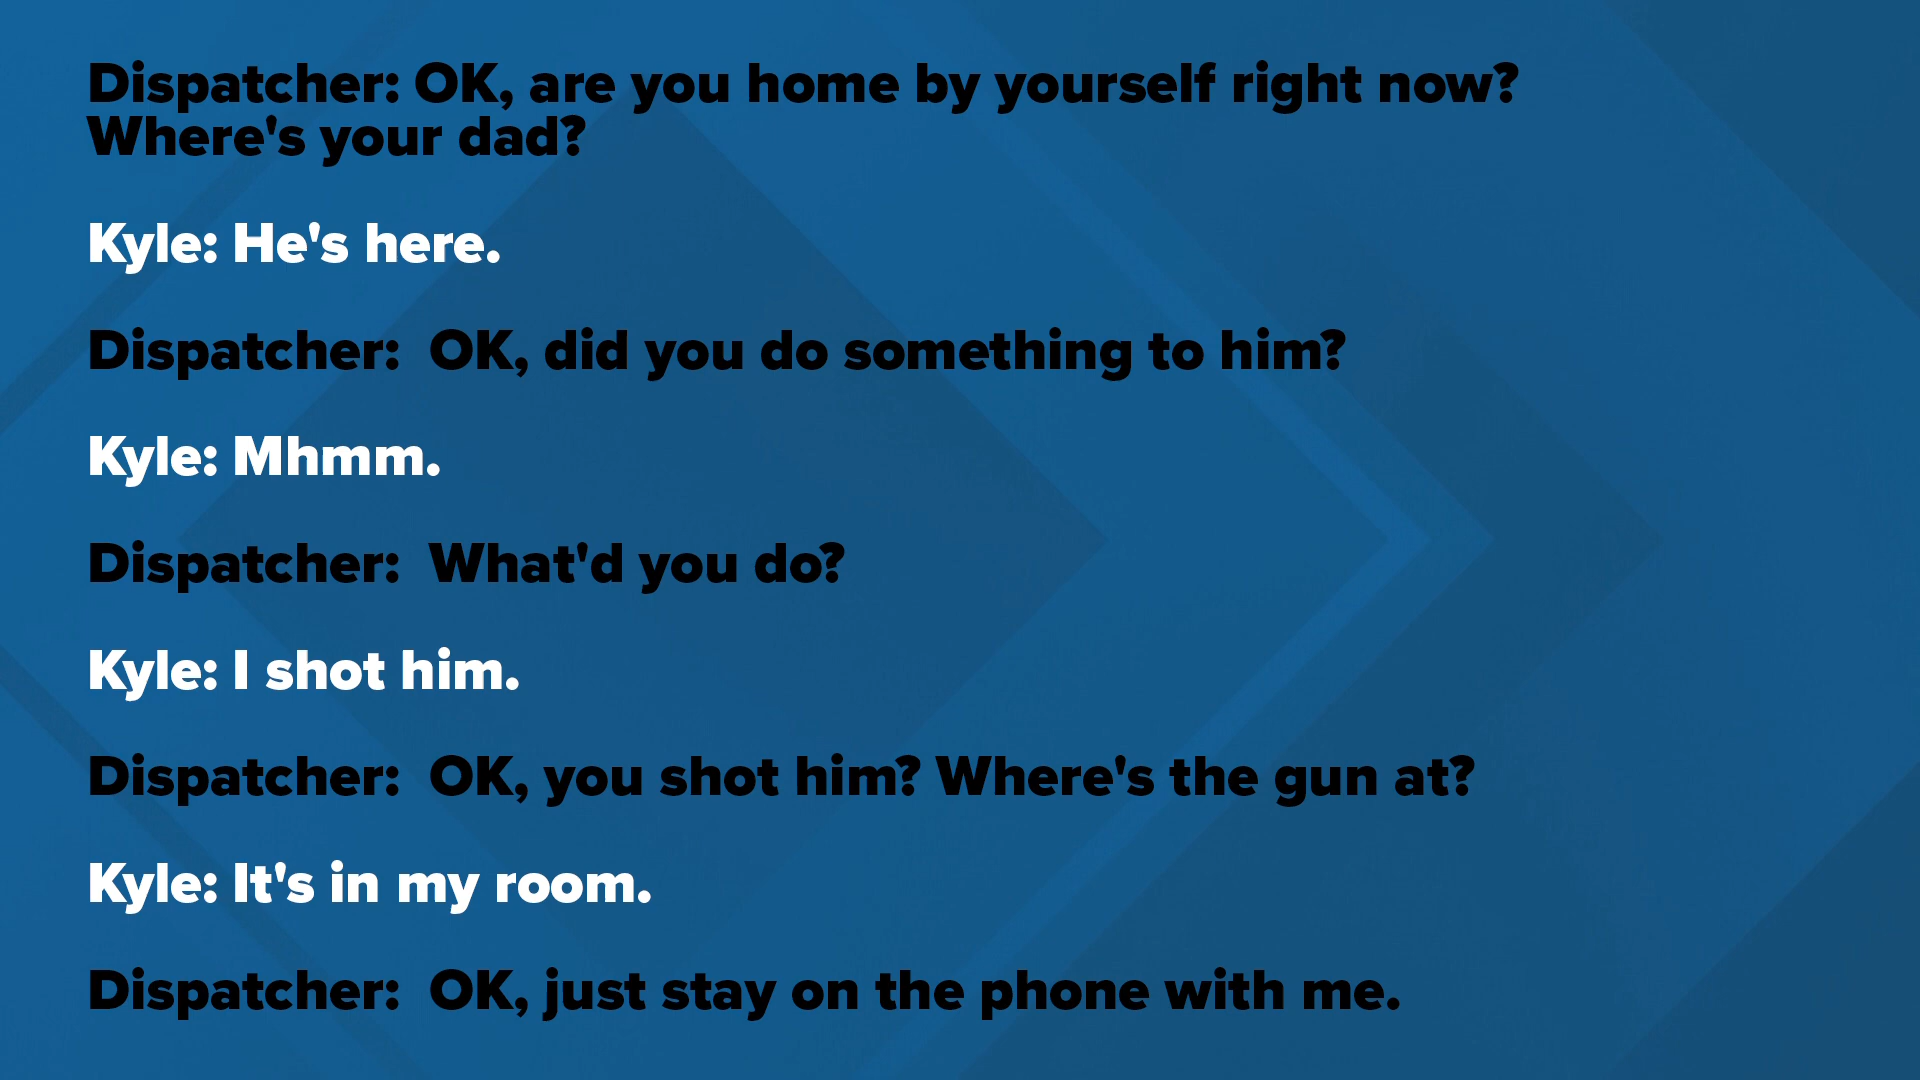 Dispatcher: OK, are you home by yourself right now?
Where's your dad?
Kyle: He's here.
Dispatcher:  OK, did you do something to him?
Kyle: Mhmm.
Dispatcher:  What'd you do?
Kyle: I shot him.
Dispatcher:  OK, you shot him? Where's the gun at?
Kyle: It's in my room.
Dispatcher:  OK, just stay on the phone with me.